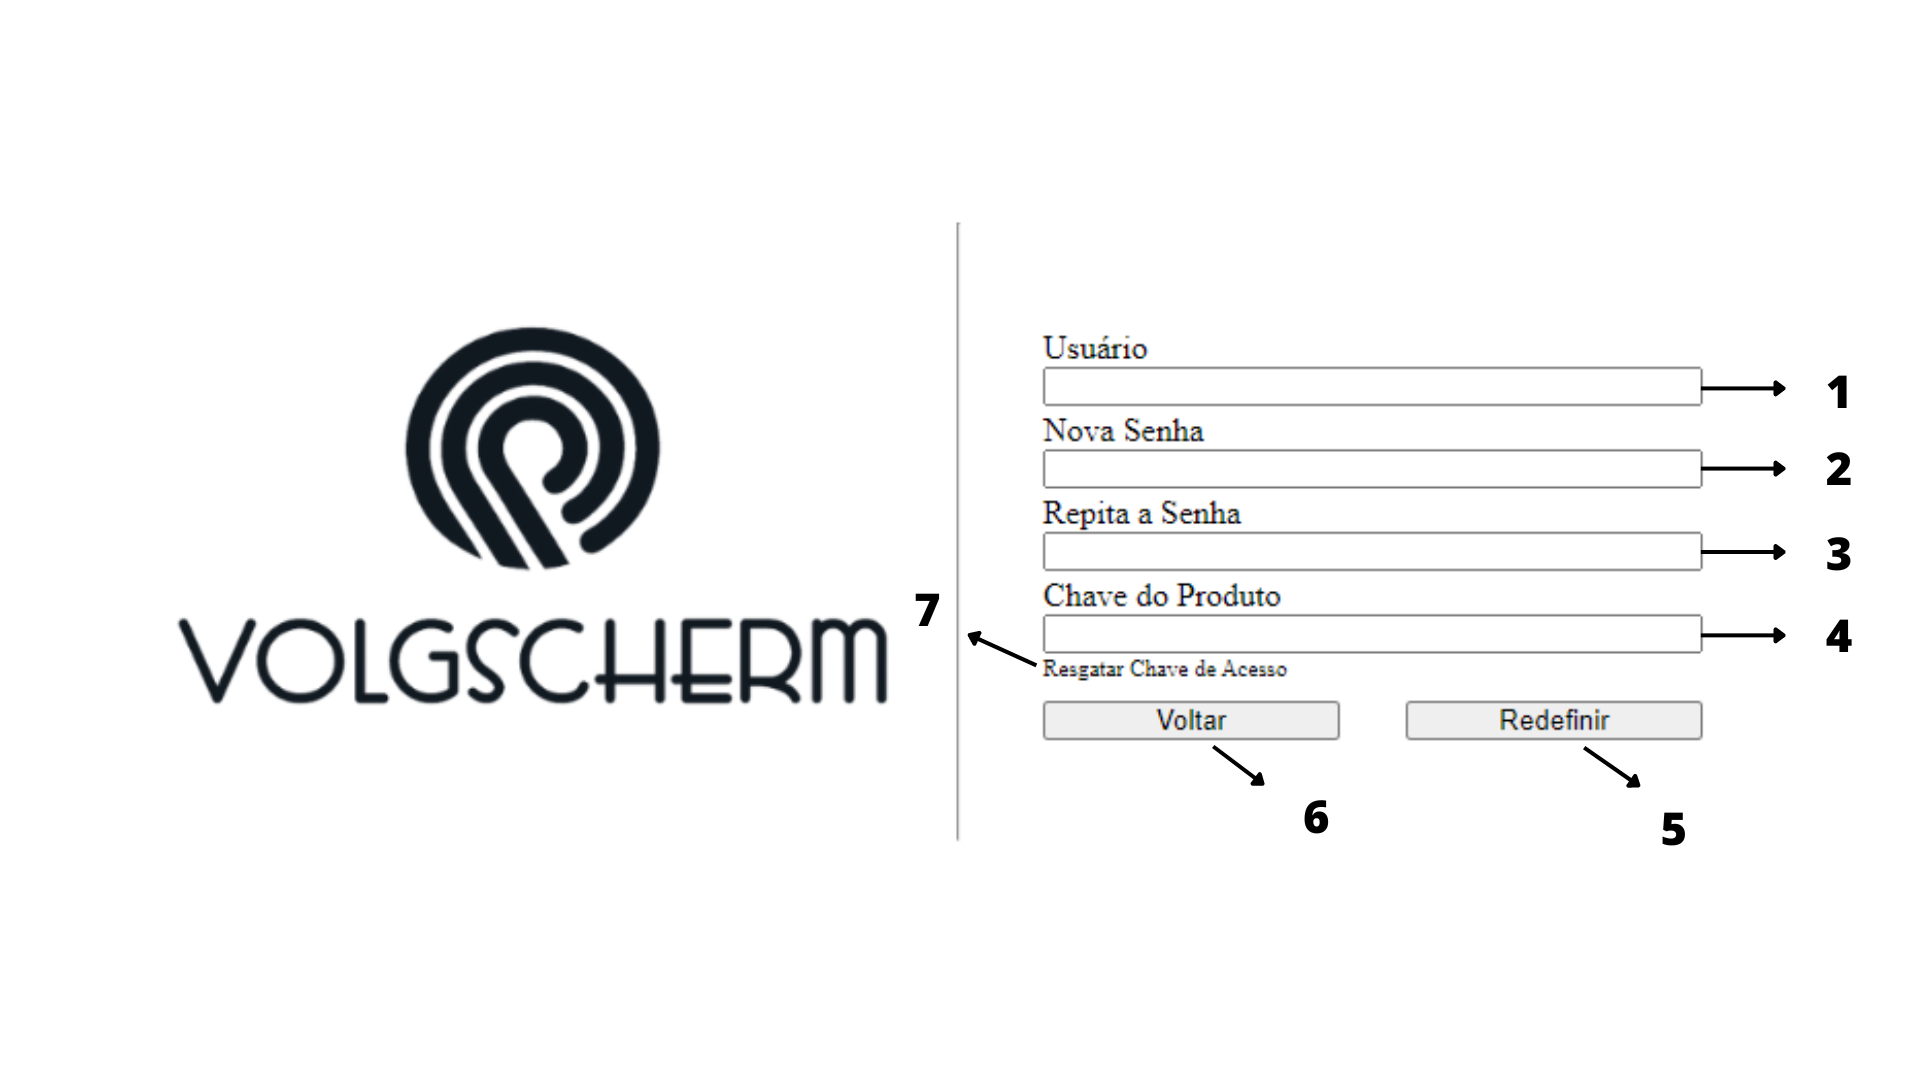 VOLGSCHERM
Usuário
1
Nova Senha
2
Repita a Senha
3
Chave do Produto
4
7
Resgatar Chave de Acesso
Voltar
Redefinir
6
5